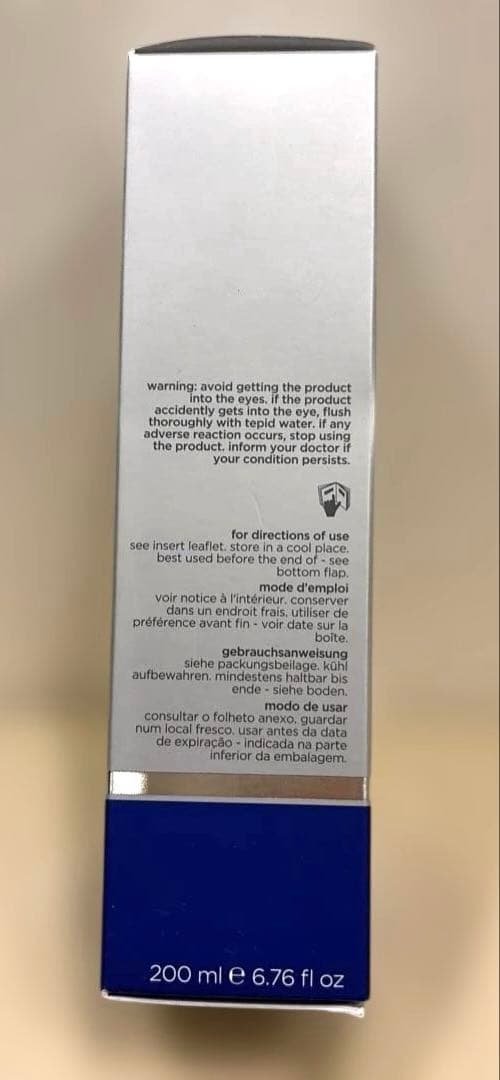 warning: avoid getting the product
into the eyes. if the product
accidently gets into the eye, flush
thoroughly with tepid water. if any
adverse reaction occurs, stop using
the product. inform your doctor if
your condition persists.
for directions of use
see insert leaflet. store in a cool place.
best used before the end of - see
bottom flap.
mode d'emploi
voir notice à l'intérieur. conserver
dans un endroit frais. utiliser de
préférence avant fin - voir date sur la
boîte.
gebrauchsanweisung
siehe packungsbeilage. kühl
aufbewahren. mindestens haltbar bis
ende - siehe boden.
modo de usar
consultar o folheto anexo. guardar
num local fresco. usar antes da data
de expiração - indicada na parte
inferior da embalagem.
200 ml ℮ 6.76 fl oz